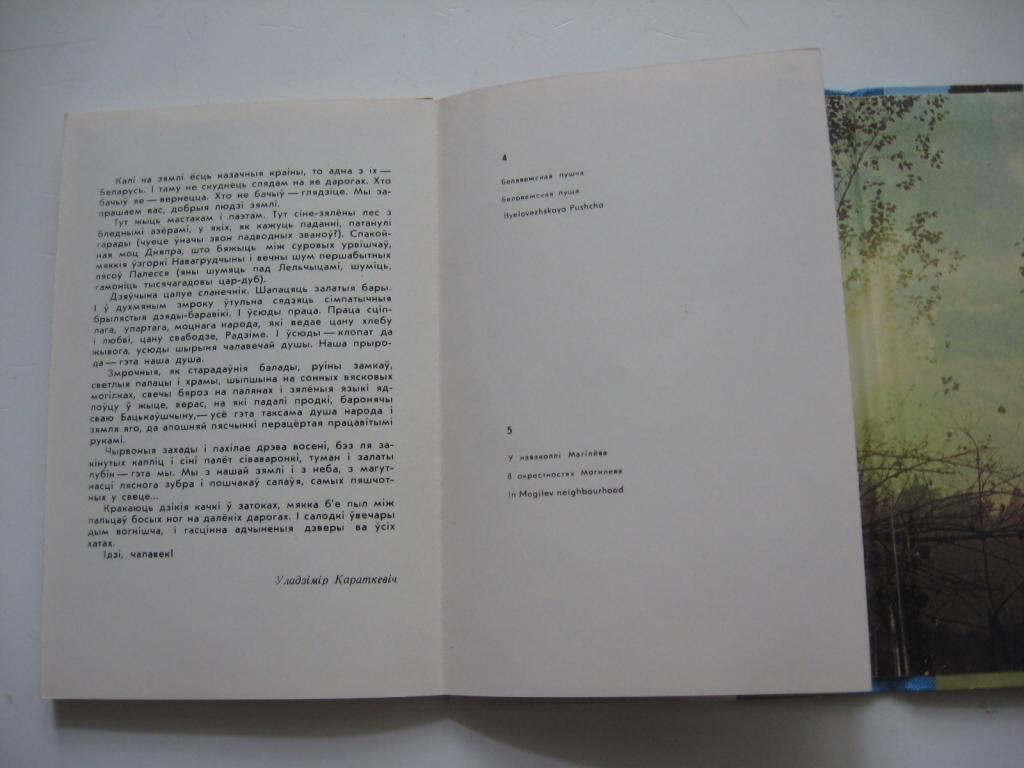 Калі на зямлі ёсць казачныя краіны, то адна з іх —
Беларусь. І таму не скуднець слядам на яе дарогах. Хто
бачыў яе — вернецца. Хто не бачыў — глядзіце. Мы за-
прашаем вас, добрыя людзі зямлі.
Тут жыць мастакам і паэтам. Тут сіне-зялёны лес з
бледнымі азёрамі, у якіх, як кажуць паданні, патанулі
гарады (чуеце ўначы звон падводных званоў?). Спакой-
ная моц Дняпра, што бяжыць між суровых урвішчаў,
мяккія ўзгоркі Навагрудчыны і вечны шум першабытных
лясоў Палесся (яны шумяць пад Лельчыцамі, шуміць,
гамоніць тысячагадовы цар-дуб).
Дзяўчына цалуе сланечнік. Шапацяць залатыя бары.
І ў духмяным змроку ўтульна сядзяць сімпатычныя
брылястыя дзяды-баравікі. І ўсюды праца. Праца сціп-
лага, упартага, моцнага народа, які ведае цану хлебу
і любві, цану свабодзе, Радзіме. І ўсюды — клопат да
жывога, усюды шырыня чалавечай душы. Наша прыро-
да — гэта наша душа.
Змрочныя, як старадаўнія балады, руіны замкаў,
светлыя палацы і храмы, шыпшына на сонных вясковых
могілках, свечы бяроз на палянах і зялёныя языкі яд-
лоўцу ў жыце, верас, на які падалі продкі, баронячы
сваю Бацькаўшчыну,— усё гэта таксама душа народа і
зямля яго, да апошняй пясчынкі перацёртая працавітымі
рукамі.
Чырвоныя захады і пахілае дрэва восені, бэз ля за-
кінутых капліц і сіні палёт сіваваронкі, туман і залаты
лубін — гэта мы. Мы з нашай зямлі і з неба, з магут-
насці ляснога зубра і пошчакаў салаўя, самых пяшчот-
ных у свеце...
Кракаюць дзікія качкі ў затоках, мякка б'е пыл між
пальцаў босых ног на далёкіх дарогах. І салодкі ўвечары
дым вогнішча, і гасцінна адчыненыя дзверы ва ўсіх
хатах.
Ідзі, чалавек!
Уладзімір Караткевіч
4
Белавежская пушча
Беловежская пуща
Byelovezhskaya Pushcha
5
У наваколлі Магілёва
В окрестностях Могилева
In Mogilev neighbourhood